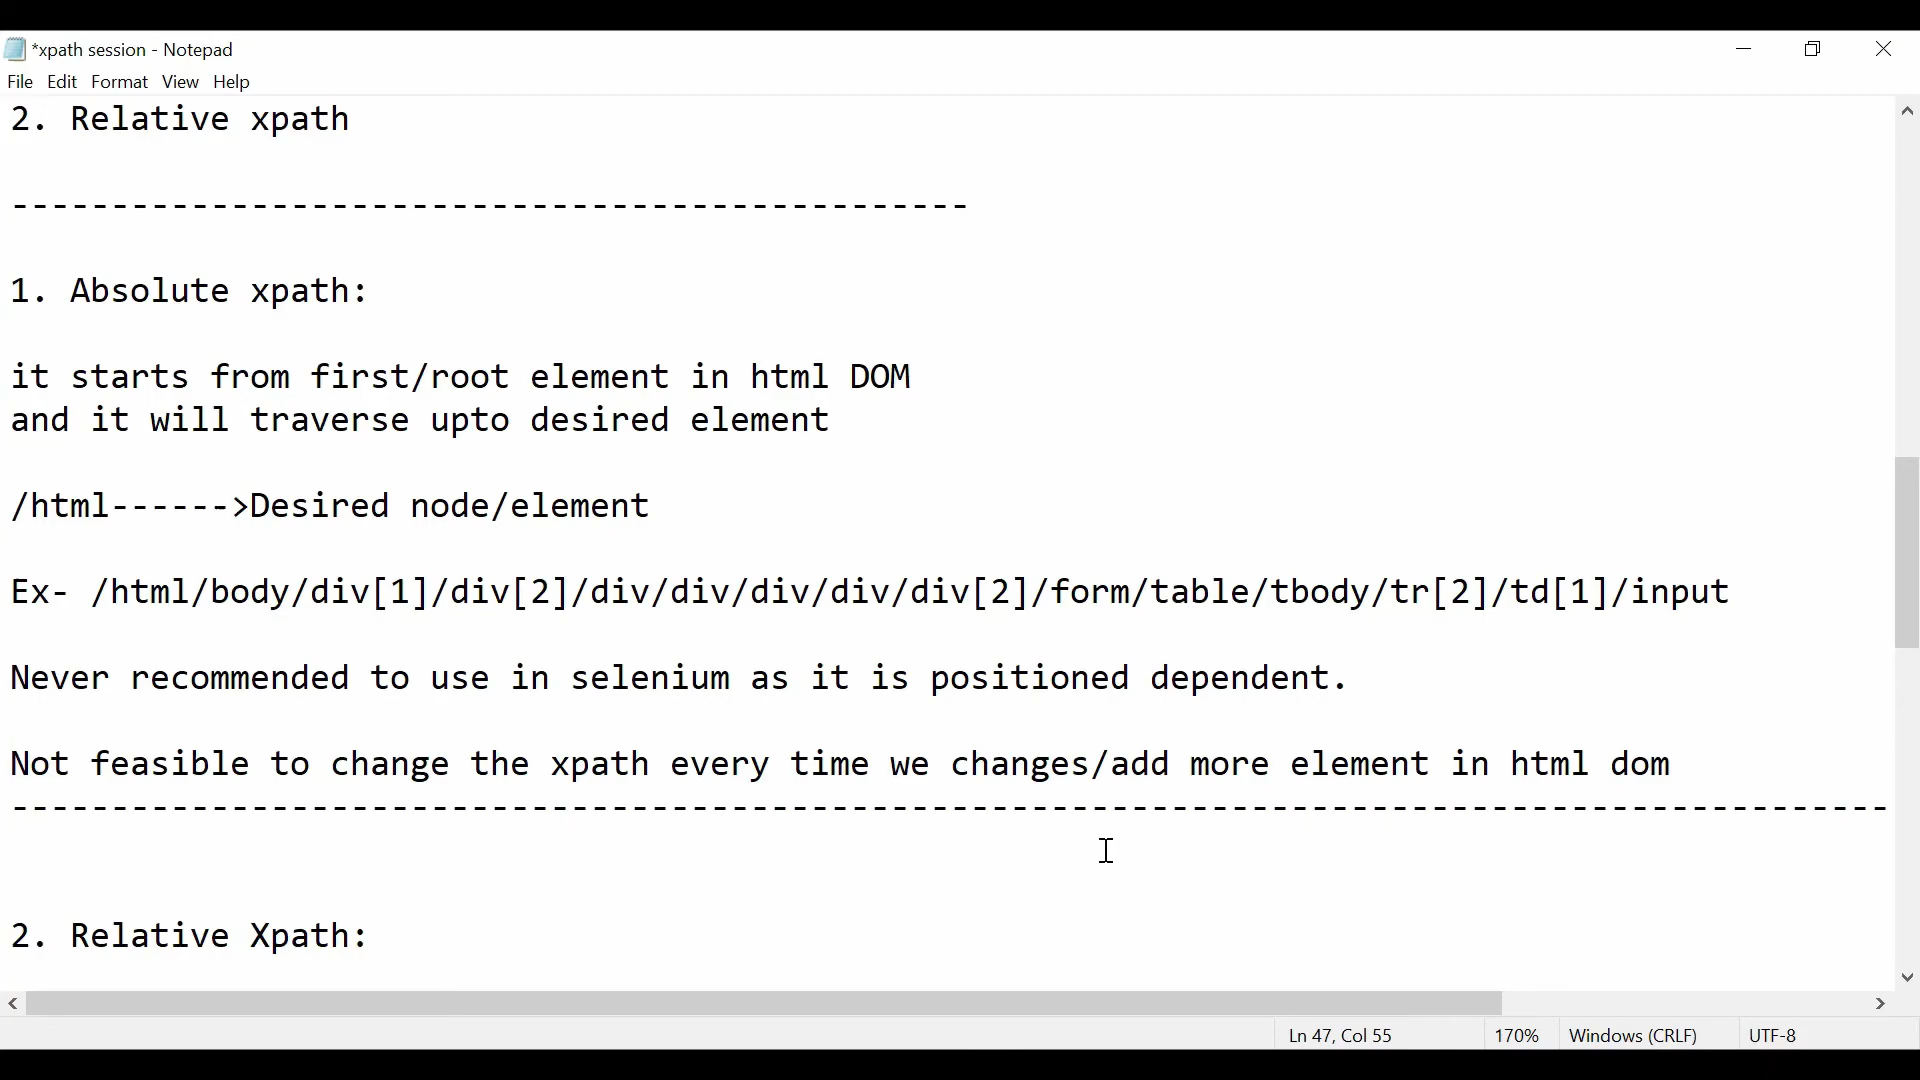 *xpath session - Notepad
File Edit Format View Help
2. Relative xpath
------------------------------------------------
1. Absolute xpath:
it starts from first/root element in html DOM
and it will traverse upto desired element
/html------>Desired node/element
Ex- /html/body/div[1]/div[2]/div/div/div/div/div[2]/form/table/tbody/tr[2]/td[1]/input
Never recommended to use in selenium as it is positioned dependent.
Not feasible to change the xpath every time we changes/add more element in html dom
----------------------------------------------------------------------------------------------
2. Relative Xpath:
Ln 47, Col 55 170% Windows (CRLF) UTF-8